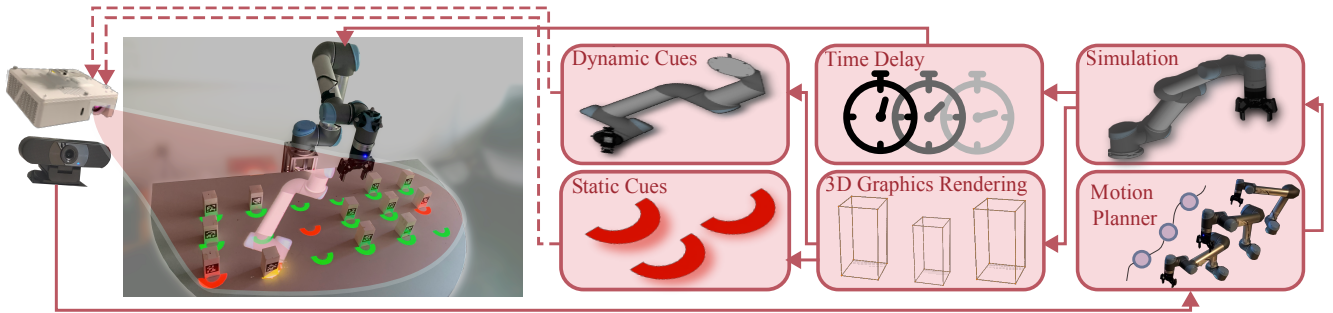 Dynamic Cues
Time Delay
Simulation
Static Cues
3D Graphics Rendering
Motion
Planner